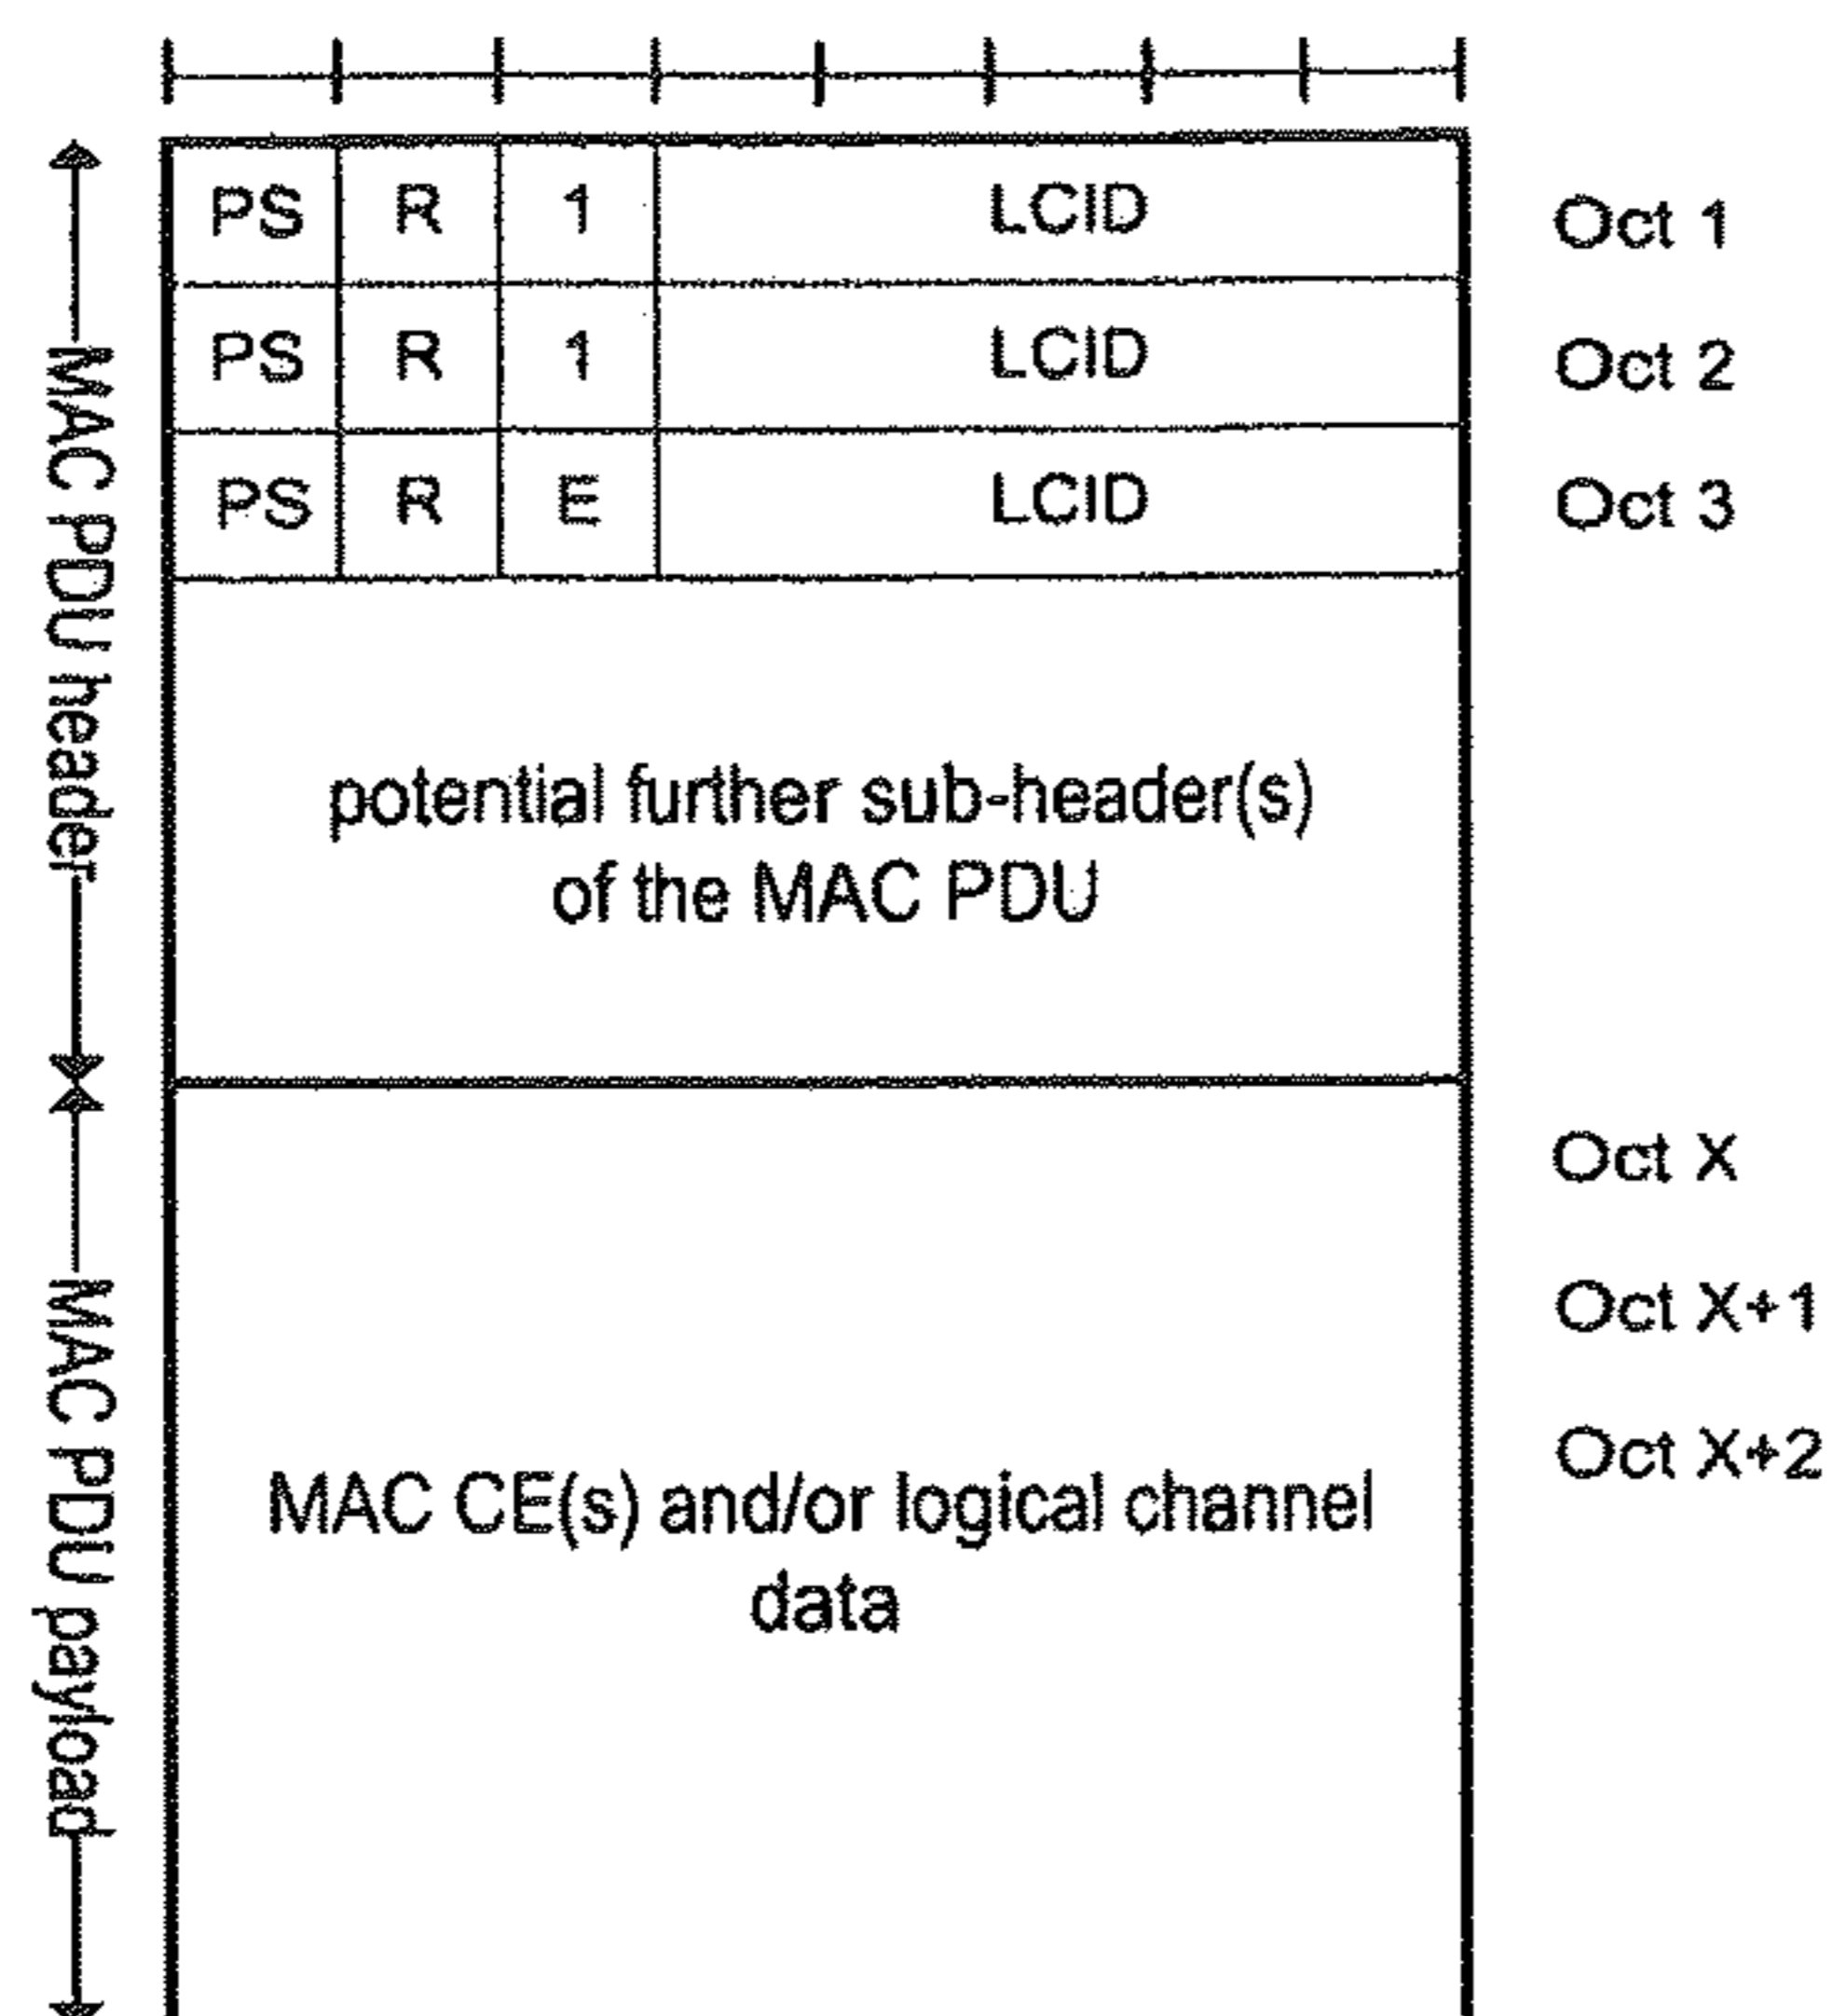 PS R 1 LCID Oct 1
PS R 1 LCID Oct 2
PS R E LCID Oct 3
MAC PDU header
potential further sub-header(s)
of the MAC PDU
Oct X
Oct X+1
Oct X+2
MAC PDU payload
MAC CE(s) and/or logical channel
data